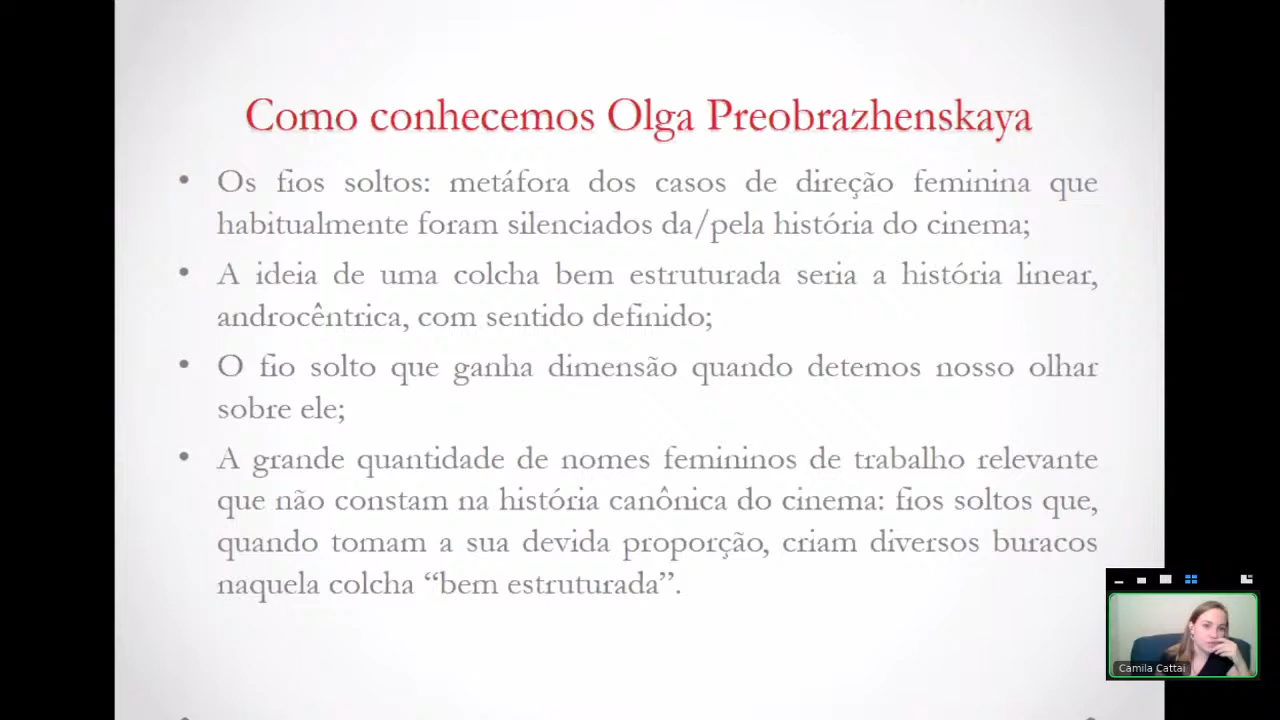 Como conhecemos Olga Preobrazhenskaya
• Os fios soltos: metáfora dos casos de direção feminina que
habitualmente foram silenciados da/pela história do cinema;
• A ideia de uma colcha bem estruturada seria a história linear,
androcêntrica, com sentido definido;
• O fio solto que ganha dimensão quando detemos nosso olhar
sobre ele;
• A grande quantidade de nomes femininos de trabalho relevante
que não constam na história canônica do cinema: fios soltos que,
quando tomam a sua devida proporção, criam diversos buracos
naquela colcha “bem estruturada”.
Camila Cattai